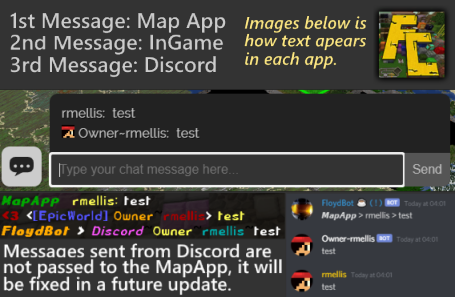 1st Message: Map App
2nd Message: InGame
3rd Message: Discord
Images below is
how text apears
in each app.
FC
rmellis: test
Owner-rmellis: test
Type your chat message here...
Send
MapApp rmellis: test
<3 <[EpicWorld] Owner rmellis> test
FloydBot > Discord Owner rmellis test
Messages sent from Discord are
not passed to the MapApp, it will
be fixed in a future update.
FloydBot (1) BOT Today at 04:01
MapApp > rmellis > test
Owner-rmellis BOT Today at 04:01
test
rmellis Today at 04:01
test